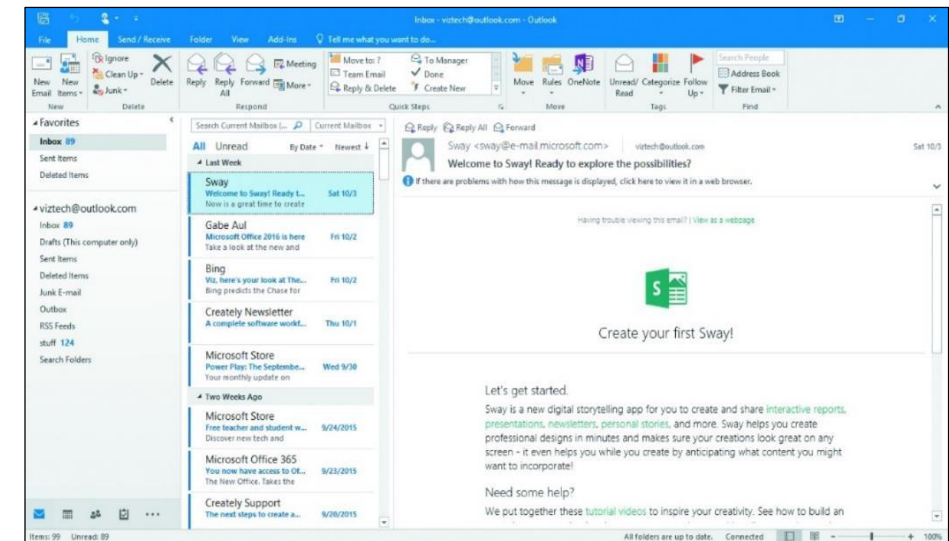 Inbox - viztech@outlook.com - Outlook
File Home Send / Receive Folder View Add-Ins Tell me what you want to do...
New Email
New Items
Ignore
Clean Up
Junk
Delete
Reply
Reply All
Forward
Meeting
More
Move to: ?
Team Email
Reply & Delete
To Manager
Done
Create New
Move
Rules
OneNote
Unread/ Read
Categorize
Follow Up
Search People
Address Book
Filter Email
New Delete Respond Quick Steps Move Tags Find
Favorites
Inbox 89
Sent Items
Deleted Items
viztech@outlook.com
Inbox 89
Drafts (This computer only)
Sent Items
Deleted Items
Junk E-mail
Outbox
RSS Feeds
stuff 124
Search Folders
Search Current Mailbox (... Current Mailbox
All Unread By Date Newest ↓
Last Week
Sway
Welcome to Sway! Ready t... Sat 10/3
Now is a great time to create
Gabe Aul
Microsoft Office 2016 is here Fri 10/2
Take a look at the new and
Bing
Viz, here's your look at The... Fri 10/2
Bing predicts the Chase for
Creately Newsletter
A complete software workf... Thu 10/1
Microsoft Store
Power Play: The Septembe... Wed 9/30
Your monthly update on
Two Weeks Ago
Microsoft Store
Free teacher and student w... 9/24/2015
Discover new tech and
Microsoft Office 365
You now have access to Of... 9/23/2015
The New Office. Takes the
Creately Support
The next steps to create a... 9/20/2015
Reply Reply All Forward
Sway <sway@e-mail.microsoft.com> viztech@outlook.com Sat 10/3
Welcome to Sway! Ready to explore the possibilities?
If there are problems with how this message is displayed, click here to view it in a web browser.
Having trouble viewing this email? | View as a webpage
S
Create your first Sway!
Let's get started.
Sway is a new digital storytelling app for you to create and share interactive reports,
presentations, newsletters, personal stories, and more. Sway helps you create
professional designs in minutes and makes sure your creations look great on any
screen - it even helps you while you create by anticipating what content you might
want to incorporate!
Need some help?
We put together these tutorial videos to inspire your creativity. See how to build an
Items: 99 Unread: 89 All folders are up to date. Connected 100%